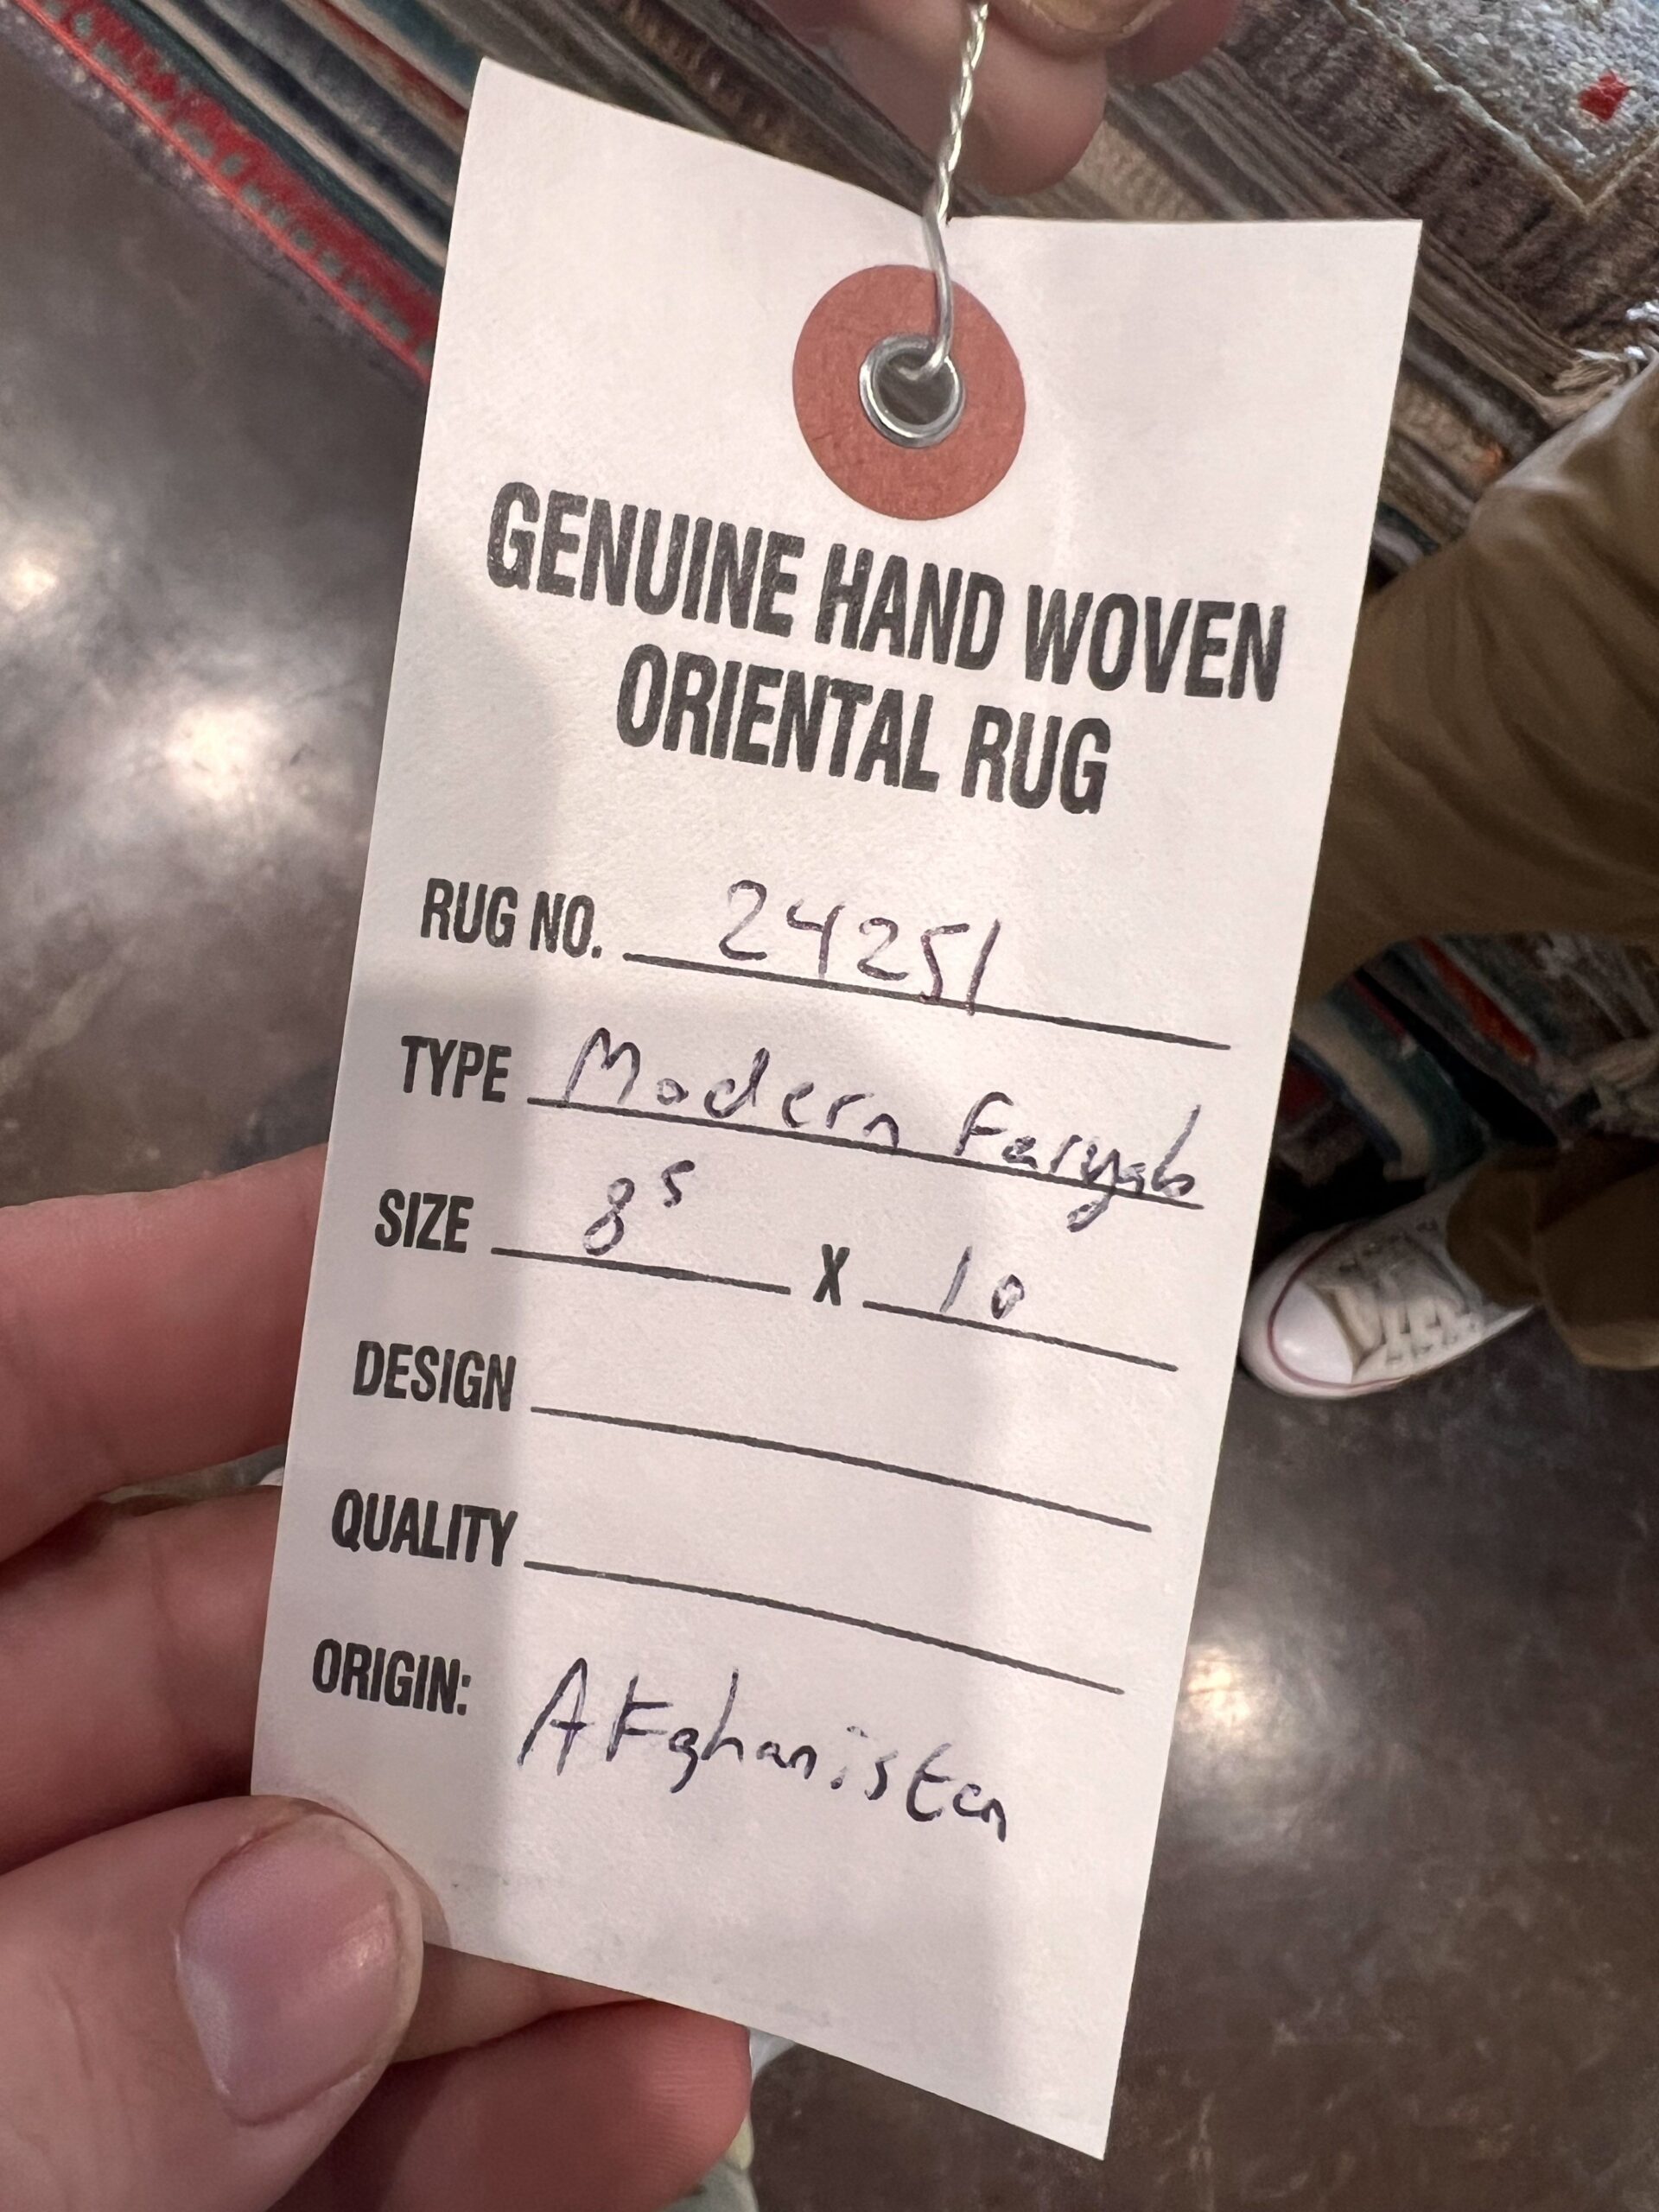 GENUINE HAND WOVEN
ORIENTAL RUG
RUG NO. 24251
TYPE Modern Faryab
SIZE 8⁵ X 10
DESIGN
QUALITY
ORIGIN: Afghanistan